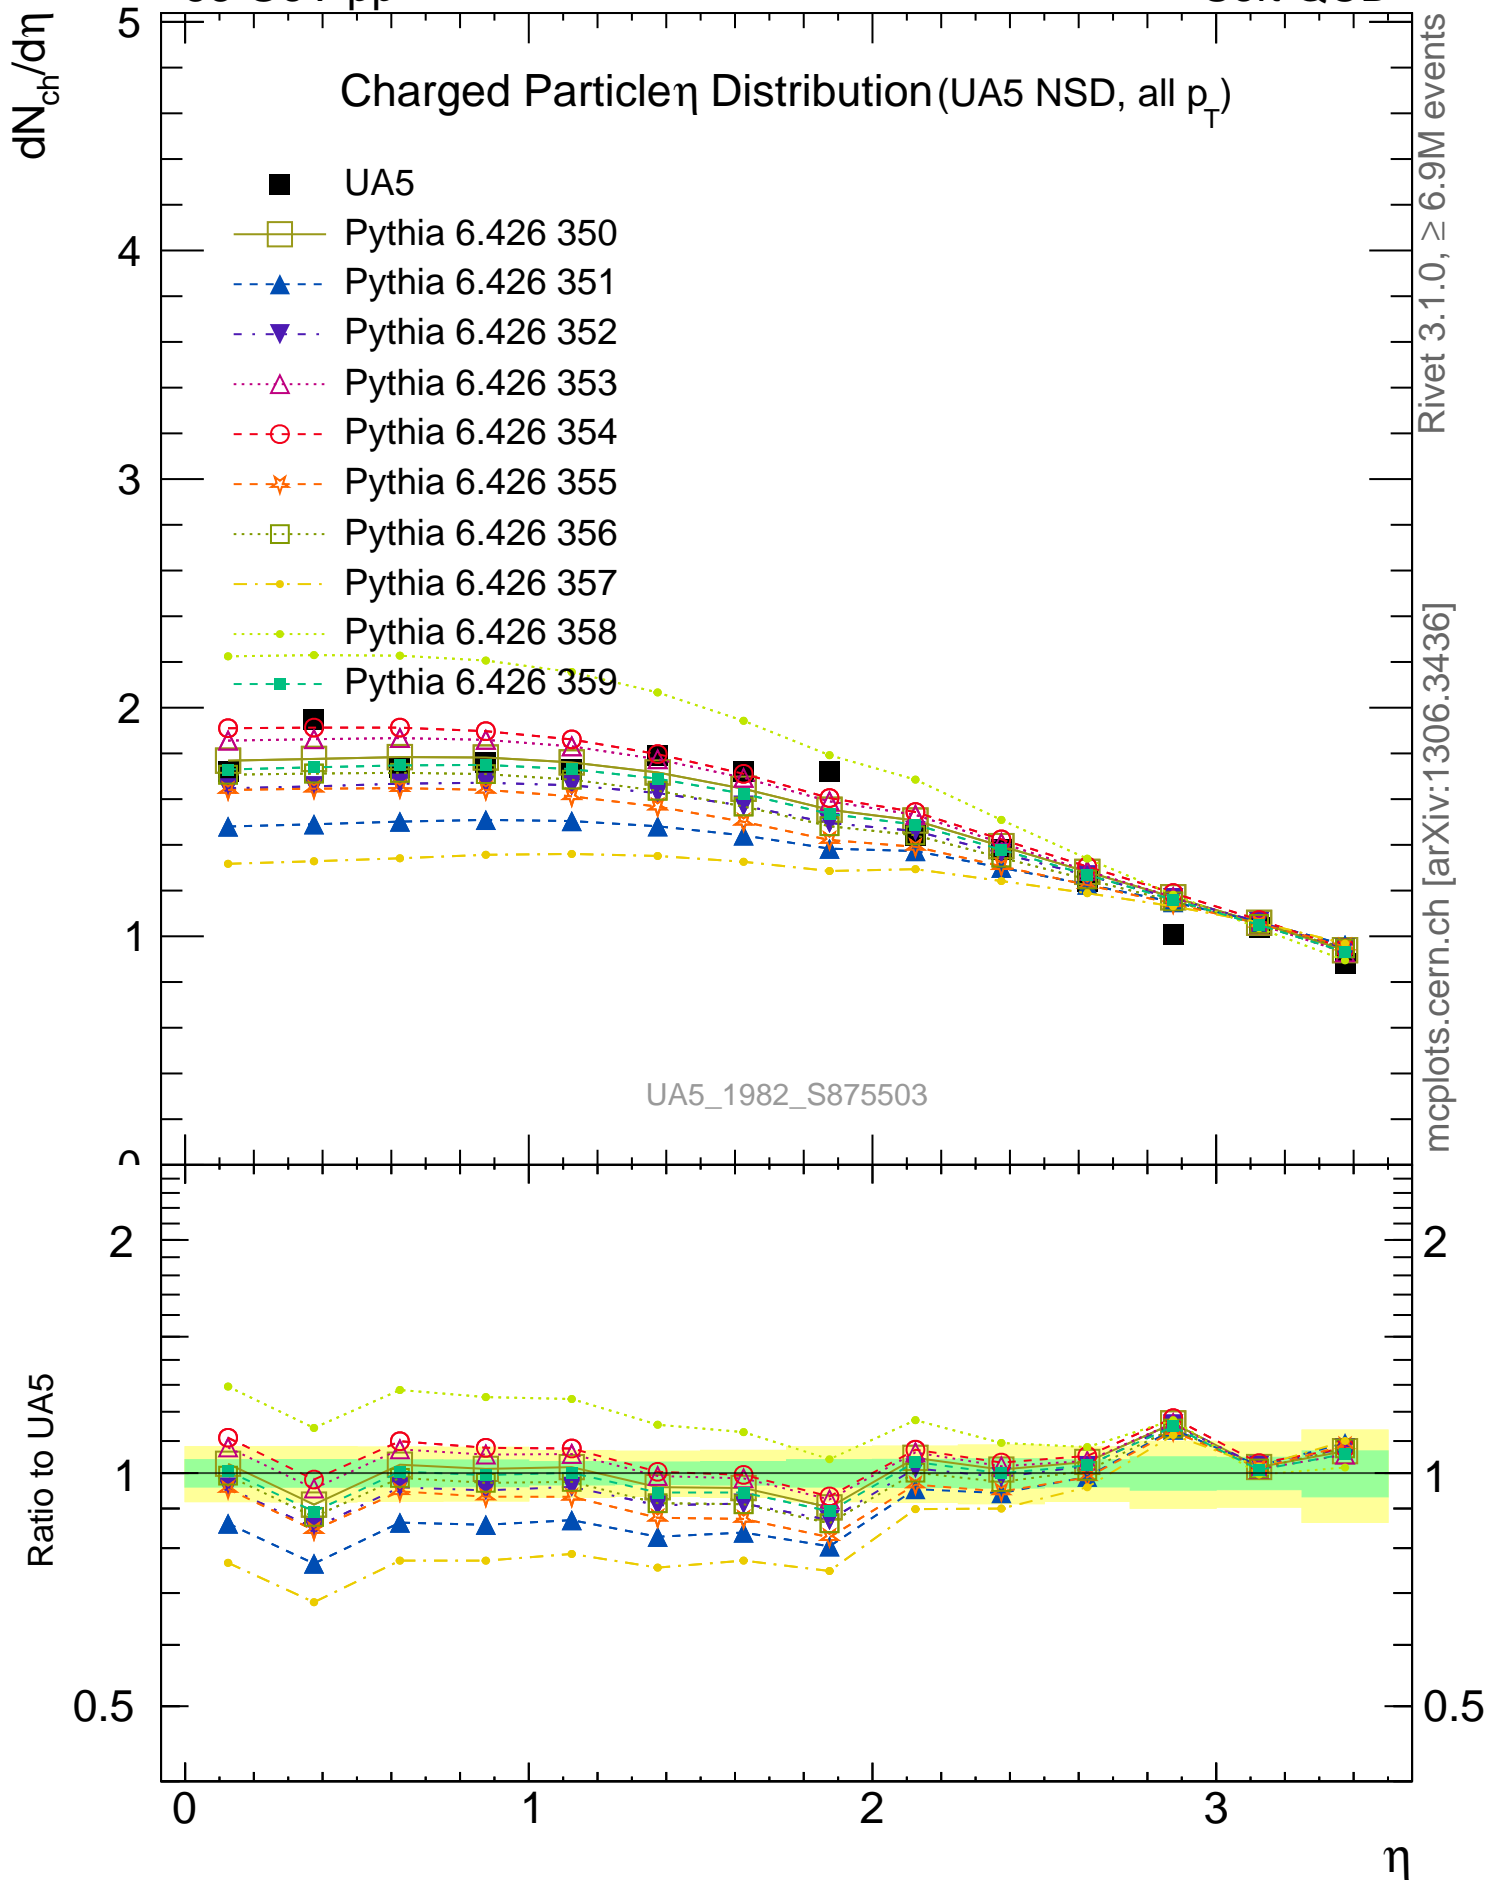 dN_ch/dη
Charged Particleη Distribution (UA5 NSD, all p_T)
UA5
Pythia 6.426 350
Pythia 6.426 351
Pythia 6.426 352
Pythia 6.426 353
Pythia 6.426 354
Pythia 6.426 355
Pythia 6.426 356
Pythia 6.426 357
Pythia 6.426 358
Pythia 6.426 359
5
4
3
2
1
0
UA5_1982_S875503
Rivet 3.1.0, ≥ 6.9M events
mcplots.cern.ch [arXiv:1306.3436]
Ratio to UA5
2
1
0.5
2
1
0.5
0 1 2 3
η